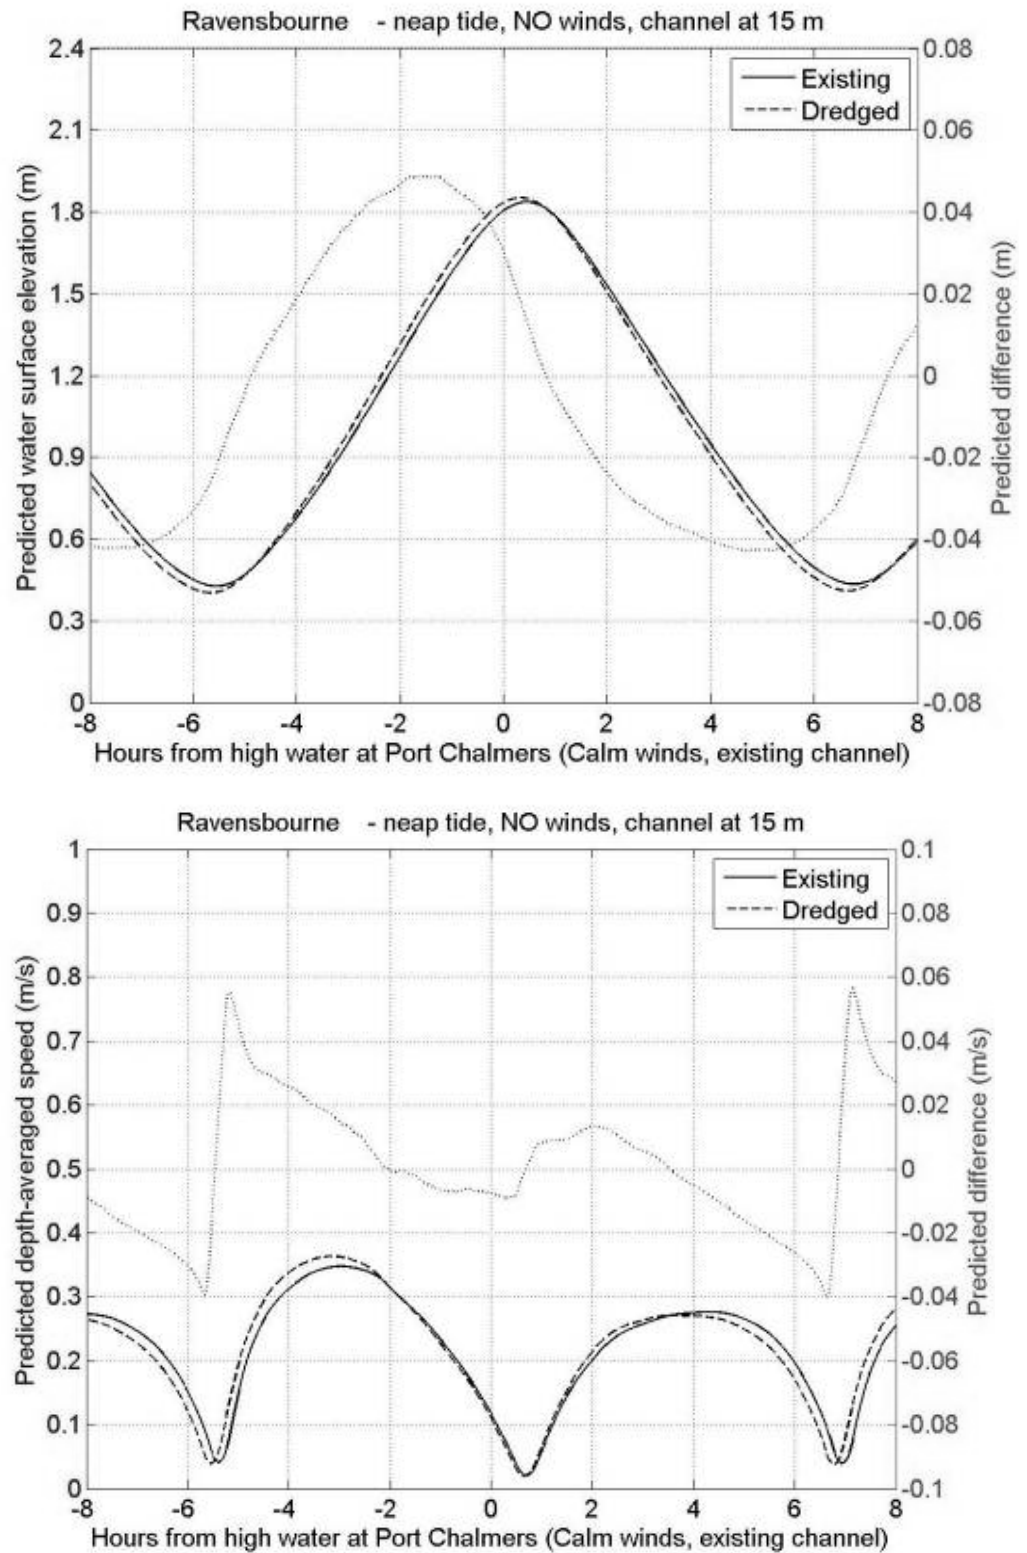 Ravensbourne - neap tide, NO winds, channel at 15 m
Existing
Dredged
Predicted water surface elevation (m)
2.4
2.1
1.8
1.5
1.2
0.9
0.6
0.3
0
0.08
0.06
0.04
0.02
0
-0.02
-0.04
-0.06
-0.08
Predicted difference (m)
-8 -6 -4 -2 0 2 4 6 8
Hours from high water at Port Chalmers (Calm winds, existing channel)
Ravensbourne - neap tide, NO winds, channel at 15 m
Existing
Dredged
Predicted depth-averaged speed (m/s)
1
0.9
0.8
0.7
0.6
0.5
0.4
0.3
0.2
0.1
0
0.1
0.08
0.06
0.04
0.02
0
-0.02
-0.04
-0.06
-0.08
-0.1
Predicted difference (m/s)
-8 -6 -4 -2 0 2 4 6 8
Hours from high water at Port Chalmers (Calm winds, existing channel)